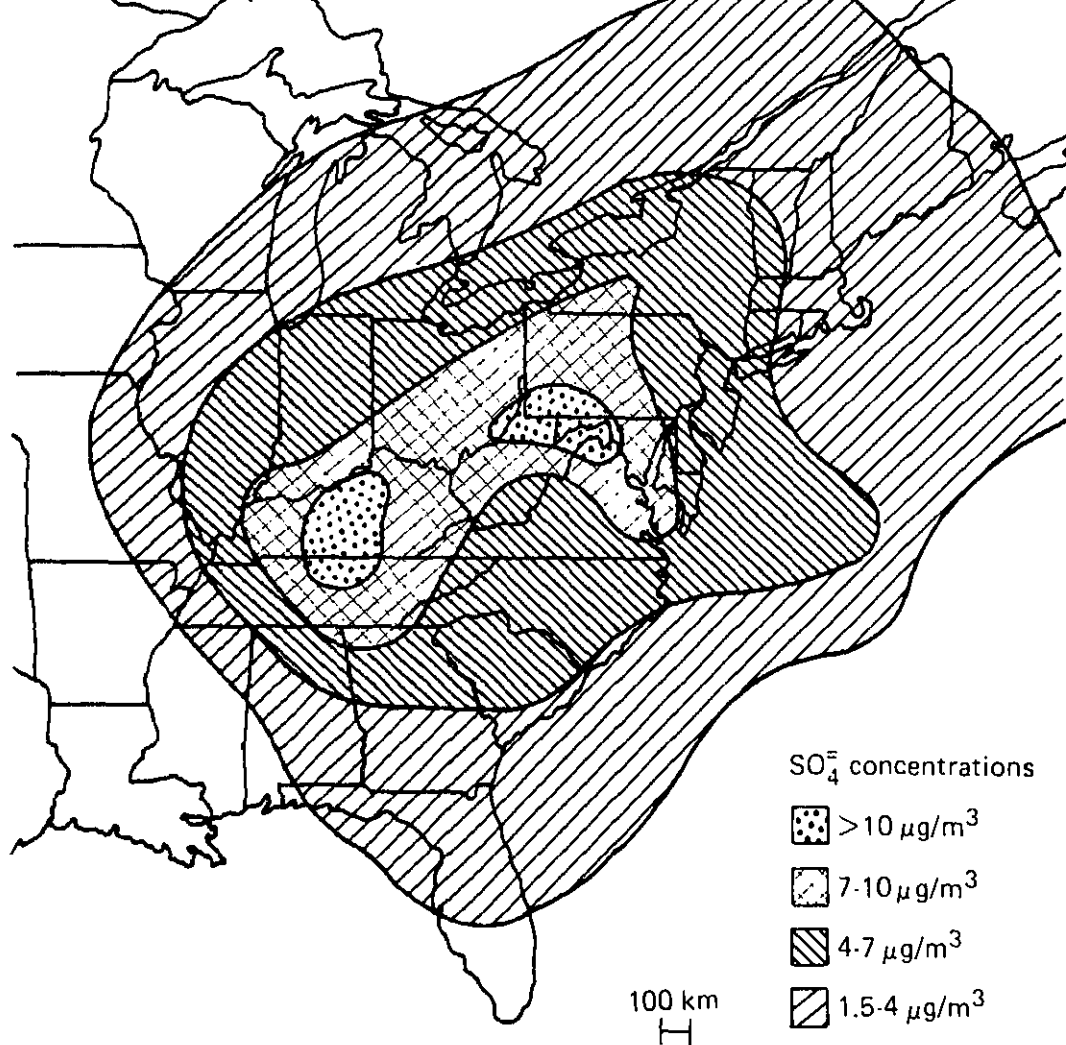 SO₄⁼ concentrations
>10 μg/m³
7-10 μg/m³
4-7 μg/m³
1.5-4 μg/m³
100 km